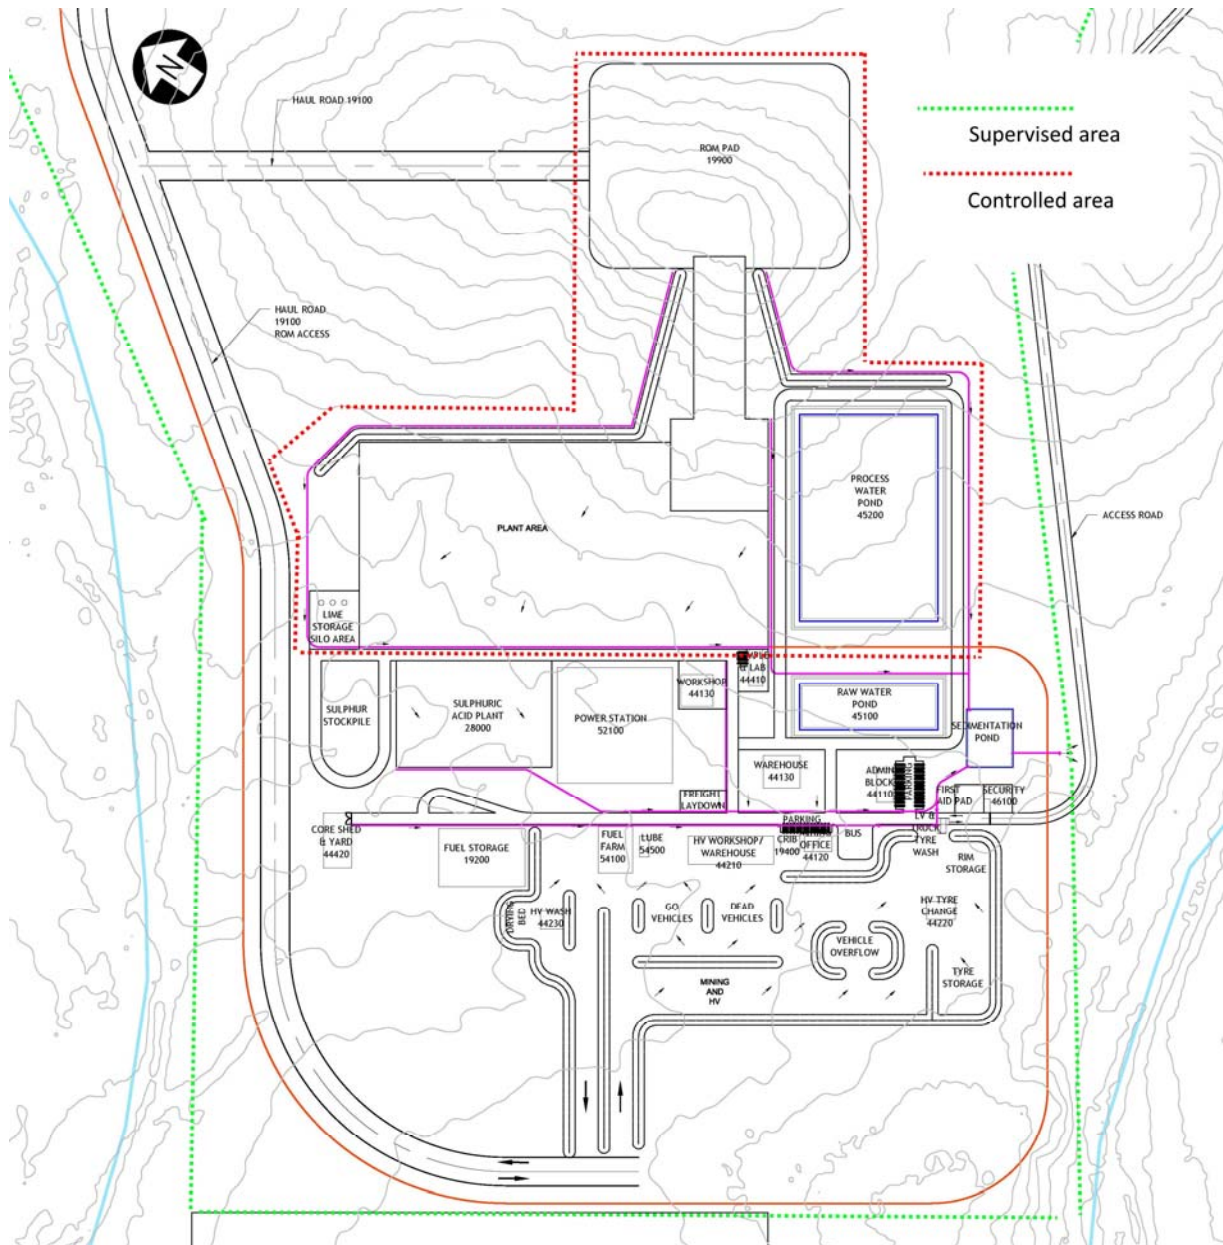 N
HAUL ROAD 19100
ROM PAD
19900
Supervised area
Controlled area
HAUL ROAD
19100
ROM ACCESS
PROCESS
WATER
POND
45200
ACCESS ROAD
PLANT AREA
LIME
STORAGE
SILO AREA
& LAB
44410
WORKSHOP
44130
SULPHUR
STOCKPILE
SULPHURIC
ACID PLANT
28000
POWER STATION
52100
RAW WATER
POND
45100
SEDIMENTATION
POND
WAREHOUSE
44130
ADMIN
BLOCK
44110
PARKING
FIRST
AID PAD
SECURITY
46100
FREIGHT
LAYDOWN
CORE SHED
& YARD
44420
FUEL STORAGE
19200
FUEL
FARM
54100
LUBE
54500
HV WORKSHOP/
WAREHOUSE
44210
PARKING
CRIB
19400
OFFICE
44120
BUS
LV &
TRUCK
TYRE
WASH
RIM
STORAGE
DRYING
BED
HV WASH
44230
GO
VEHICLES
DEAD
VEHICLES
HV TYRE
CHANGE
44220
VEHICLE
OVERFLOW
TYRE
STORAGE
MINING
AND
HV